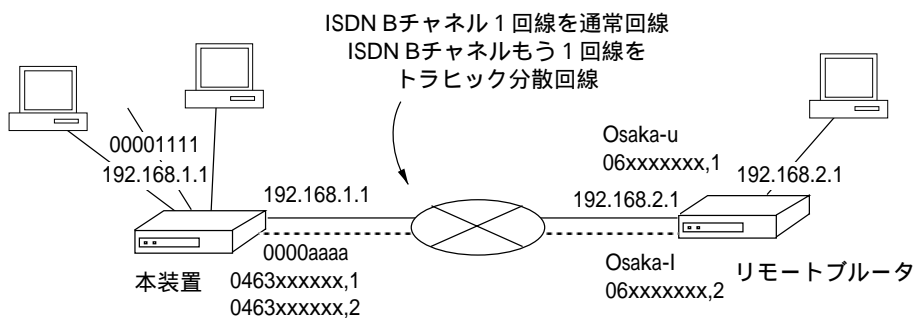 ISDN Bチャネル１回線を通常回線
ISDN Bチャネルもう１回線を
トラヒック分散回線
00001111
192.168.1.1
192.168.1.1
0000aaaa
0463xxxxxx,1
0463xxxxxx,2
本装置
Osaka-u
06xxxxxxx,1
192.168.2.1
192.168.2.1
Osaka-l
06xxxxxxx,2
リモートブルータ